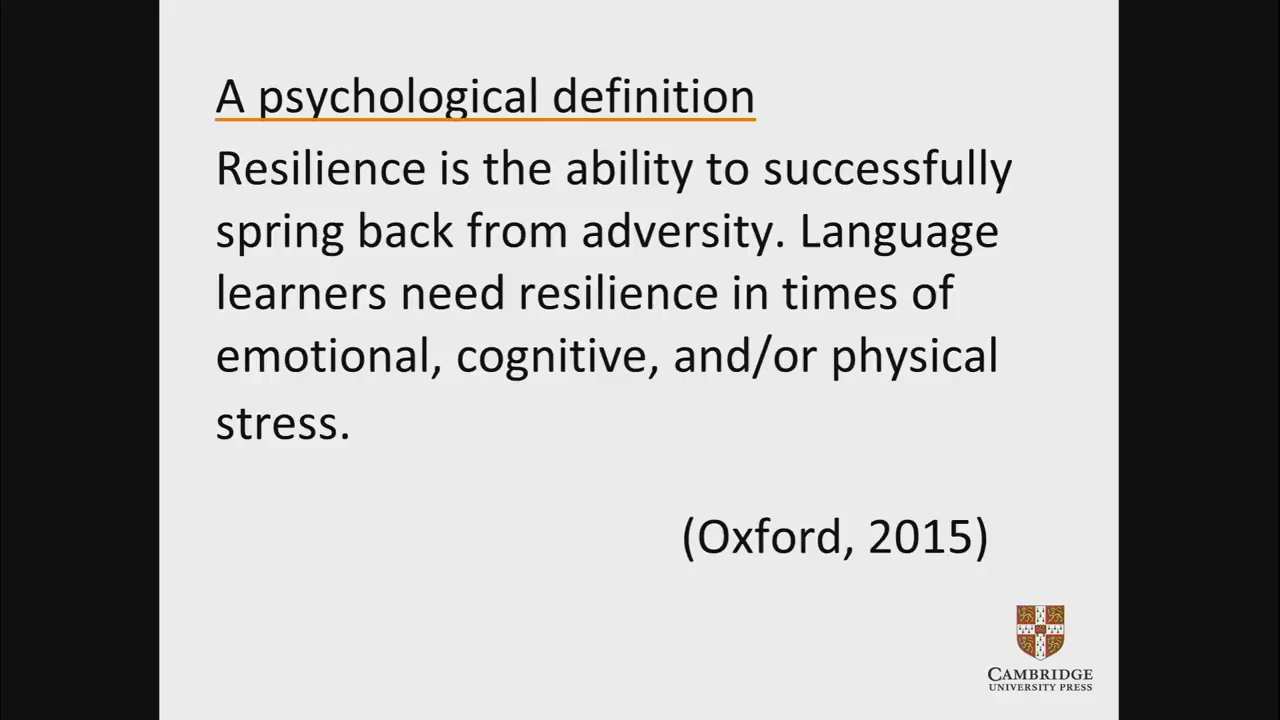 A psychological definition
Resilience is the ability to successfully
spring back from adversity. Language
learners need resilience in times of
emotional, cognitive, and/or physical
stress.
(Oxford, 2015)
CAMBRIDGE
UNIVERSITY PRESS